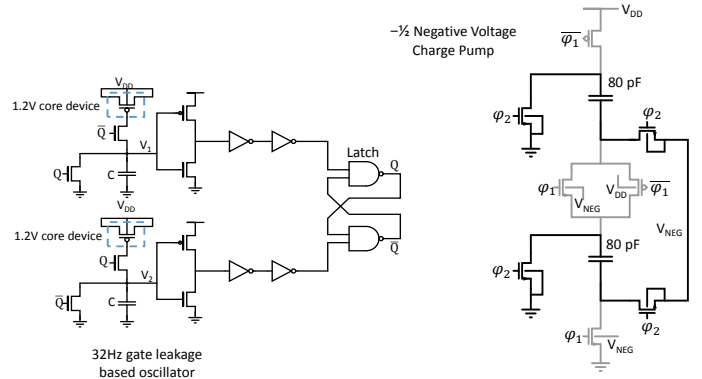 −½ Negative Voltage
Charge Pump
V_DD
φ₁‾
80 pF
φ₂
φ₂
φ₁
V_NEG
V_DD
φ₁‾
V_NEG
80 pF
φ₂
φ₂
φ₁
V_NEG
V_DD
1.2V core device
Q̅
V₁
Q
C
Latch
Q
Q̅
V_DD
1.2V core device
Q
V₂
Q̅
C
32Hz gate leakage
based oscillator